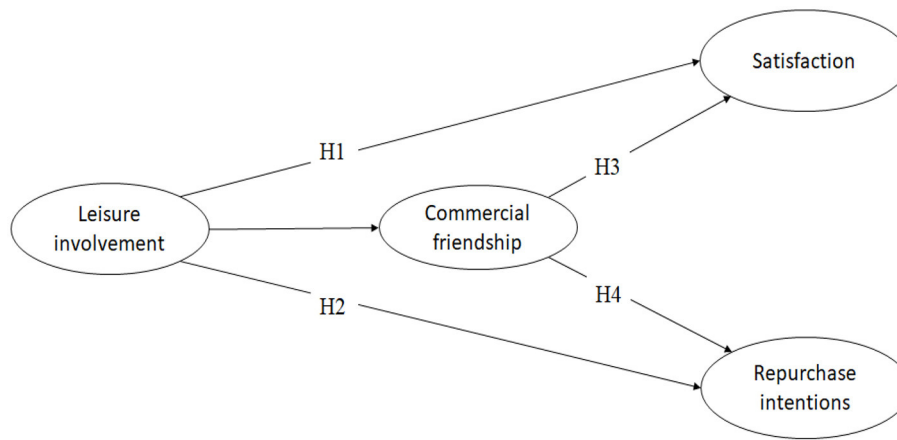 Satisfaction
H1
H3
Leisure
involvement
Commercial
friendship
H2
H4
Repurchase
intentions